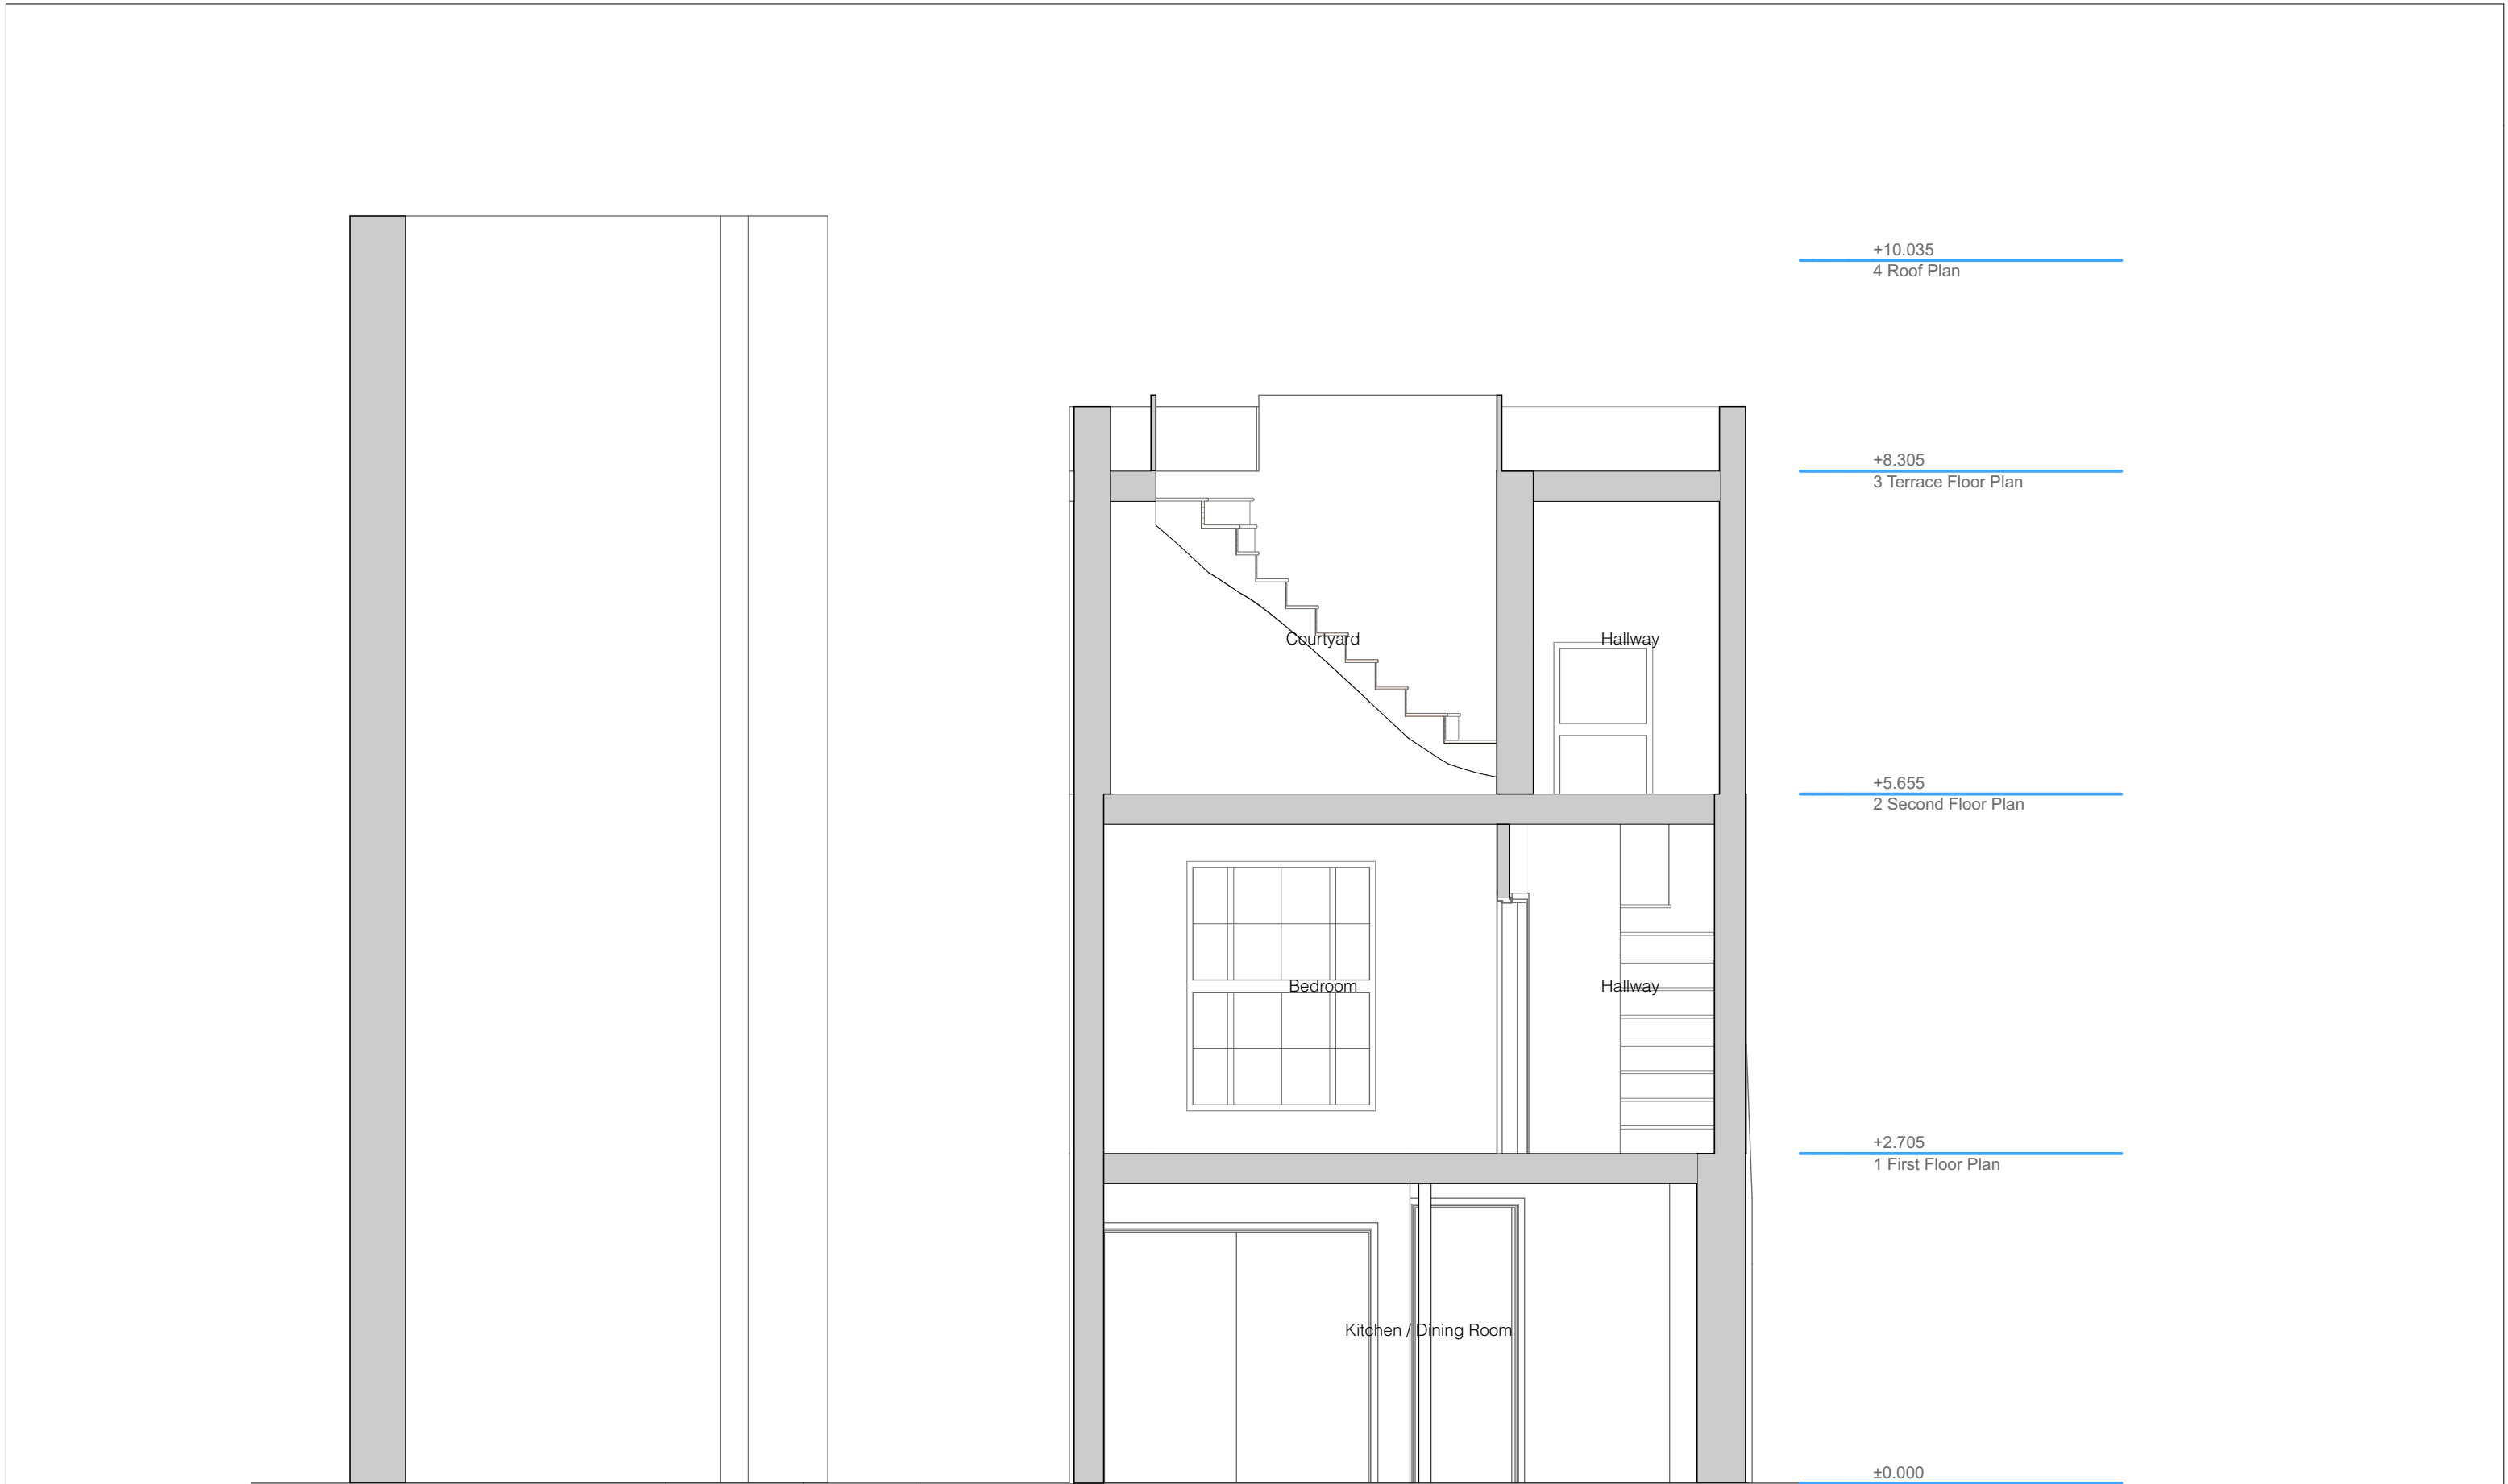 +10.035
4 Roof Plan
+8.305
3 Terrace Floor Plan
Courtyard
Hallway
+5.655
2 Second Floor Plan
Bedroom
Hallway
+2.705
1 First Floor Plan
Kitchen / Dining Room
±0.000